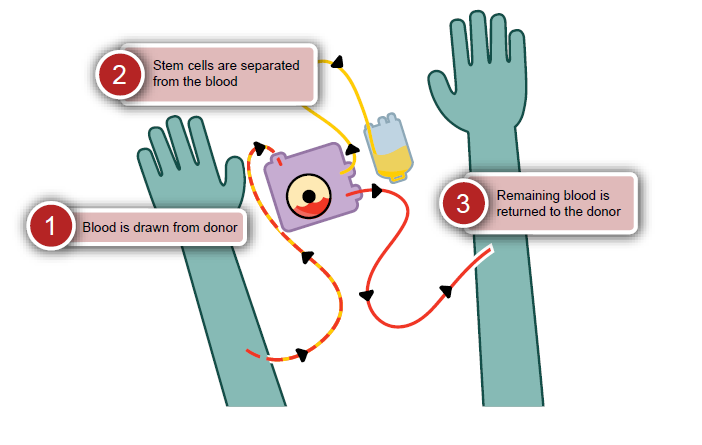 1
Blood is drawn from donor
2
Stem cells are separated
from the blood
3
Remaining blood is
returned to the donor